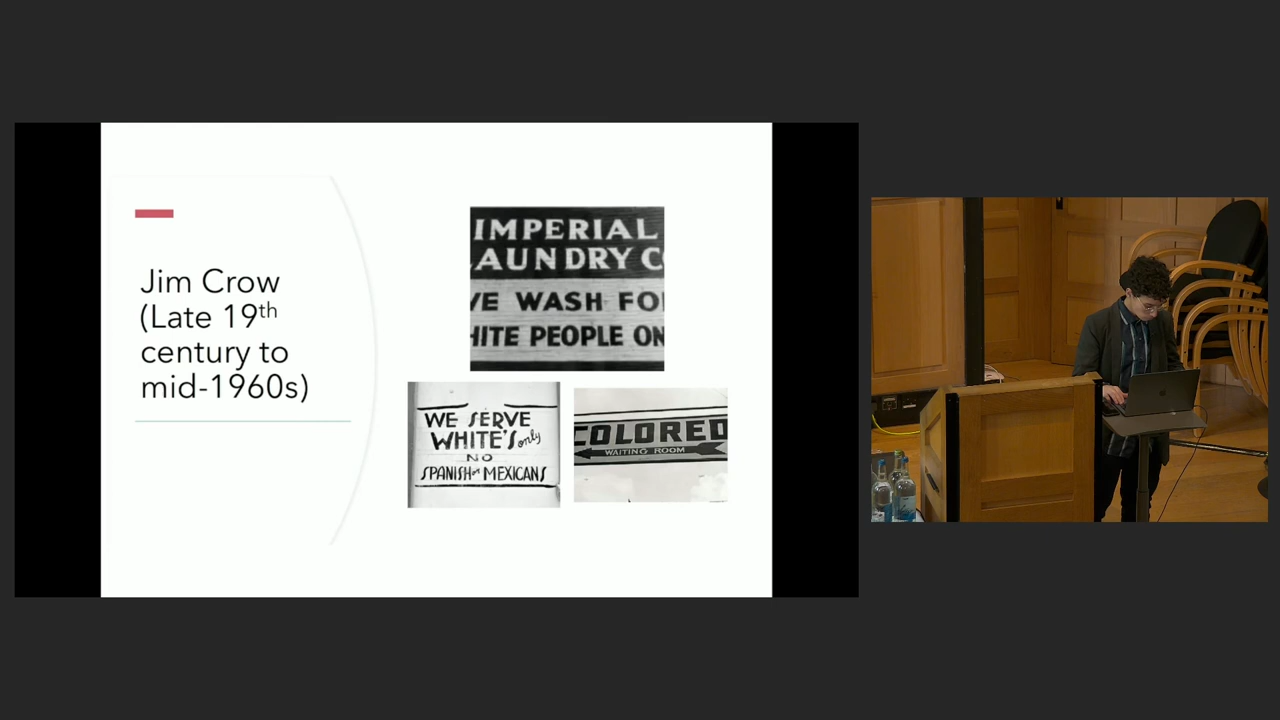 Jim Crow
(Late 19th
century to
mid-1960s)
IMPERIAL
AUNDRY C
WE WASH FO
HITE PEOPLE ON
WE SERVE
WHITE'S only
NO
SPANISH or MEXICANS
COLORED
WAITING ROOM